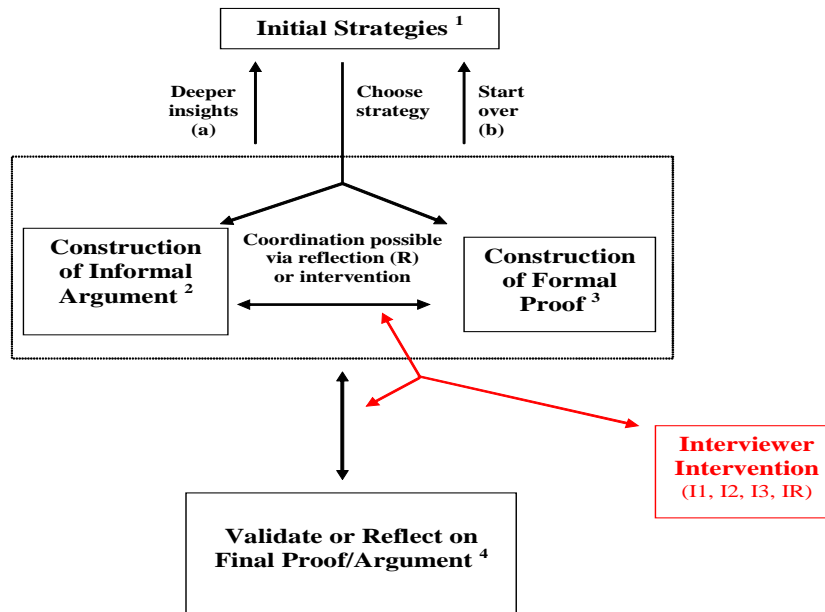 Initial Strategies 1
Deeper
insights
(a)
Choose
strategy
Start
over
(b)
Construction
of Informal
Argument 2
Coordination possible
via reflection (R)
or intervention
Construction
of Formal
Proof 3
Interviewer
Intervention
(I1, I2, I3, IR)
Validate or Reflect on
Final Proof/Argument 4